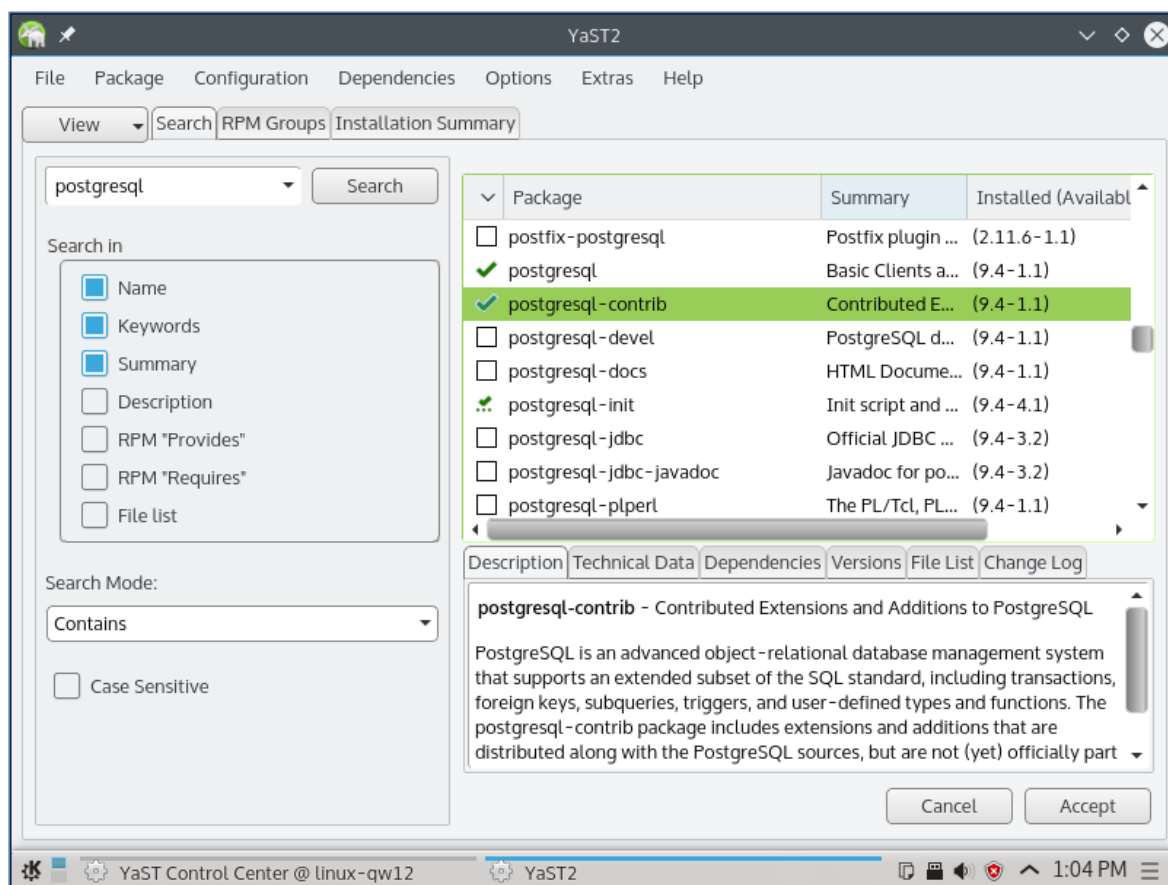 YaST2
File Package Configuration Dependencies Options Extras Help
View Search RPM Groups Installation Summary
postgresql Search
Search in
Name
Keywords
Summary
Description
RPM "Provides"
RPM "Requires"
File list
Search Mode:
Contains
Case Sensitive
Package Summary Installed (Availabl
postfix-postgresql Postfix plugin ... (2.11.6-1.1)
postgresql Basic Clients a... (9.4-1.1)
postgresql-contrib Contributed E... (9.4-1.1)
postgresql-devel PostgreSQL d... (9.4-1.1)
postgresql-docs HTML Docume... (9.4-1.1)
postgresql-init Init script and ... (9.4-4.1)
postgresql-jdbc Official JDBC ... (9.4-3.2)
postgresql-jdbc-javadoc Javadoc for po... (9.4-3.2)
postgresql-plperl The PL/Tcl, PL... (9.4-1.1)
Description Technical Data Dependencies Versions File List Change Log
postgresql-contrib - Contributed Extensions and Additions to PostgreSQL
PostgreSQL is an advanced object-relational database management system
that supports an extended subset of the SQL standard, including transactions,
foreign keys, subqueries, triggers, and user-defined types and functions. The
postgresql-contrib package includes extensions and additions that are
distributed along with the PostgreSQL sources, but are not (yet) officially part
Cancel Accept
YaST Control Center @ linux-qw12 YaST2 1:04 PM